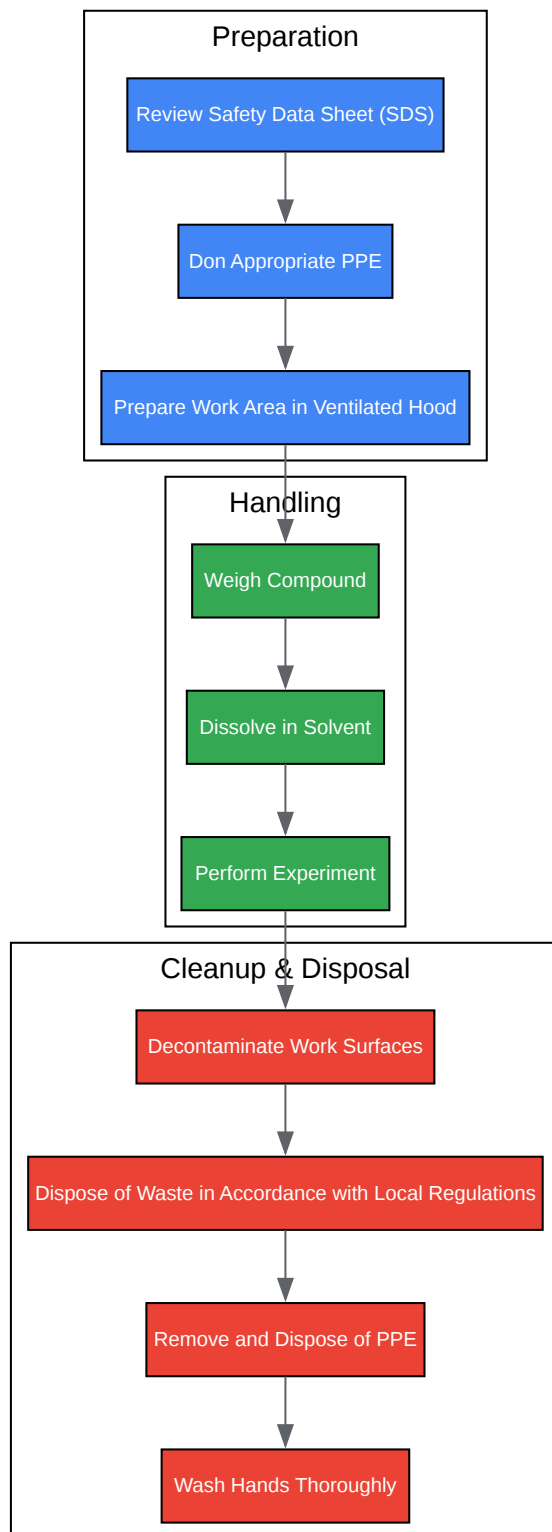 Preparation
Review Safety Data Sheet (SDS)
Don Appropriate PPE
Prepare Work Area in Ventilated Hood
Handling
Weigh Compound
Dissolve in Solvent
Perform Experiment
Cleanup & Disposal
Decontaminate Work Surfaces
Dispose of Waste in Accordance with Local Regulations
Remove and Dispose of PPE
Wash Hands Thoroughly